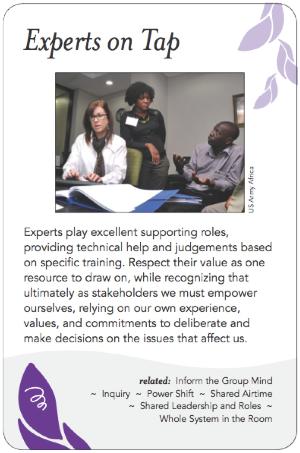 Experts on Tap
US Army Africa
Experts play excellent supporting roles,
providing technical help and judgements based
on specific training. Respect their value as one
resource to draw on, while recognizing that
ultimately as stakeholders we must empower
ourselves, relying on our own experience,
values, and commitments to deliberate and
make decisions on the issues that affect us.
related: Inform the Group Mind
~ Inquiry ~ Power Shift ~ Shared Airtime
~ Shared Leadership and Roles ~
Whole System in the Room